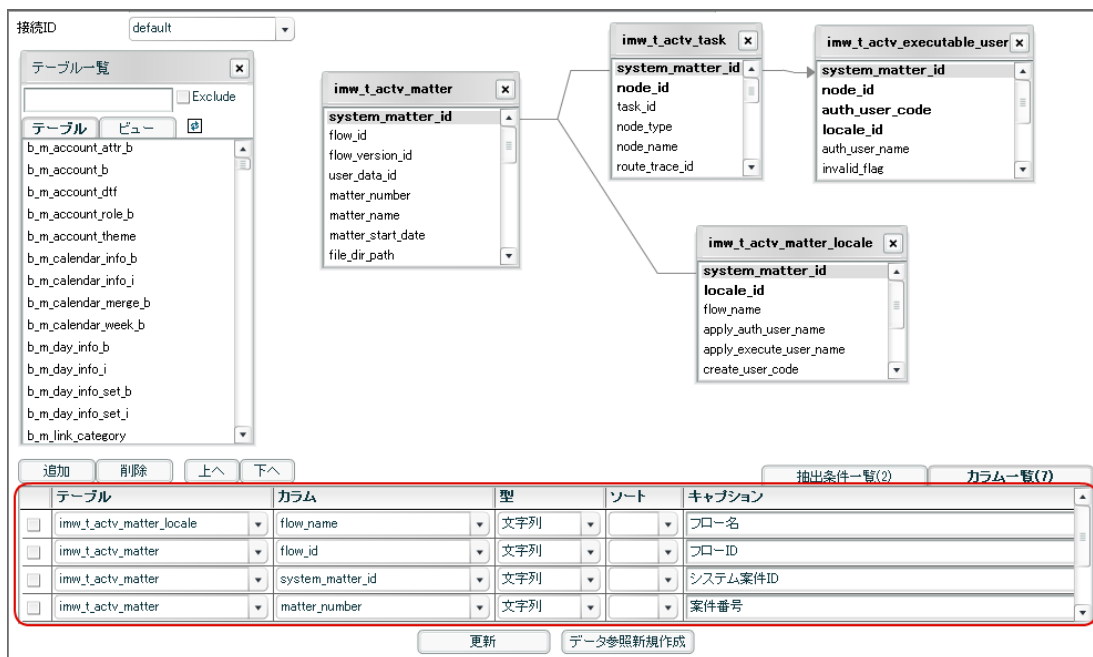 接続ID
default
テーブル一覧
Exclude
テーブル ビュー
b_m_account_attr_b
b_m_account_b
b_m_account_dtf
b_m_account_role_b
b_m_account_theme
b_m_calendar_info_b
b_m_calendar_info_i
b_m_calendar_merge_b
b_m_calendar_week_b
b_m_day_info_b
b_m_day_info_i
b_m_day_info_set_b
b_m_day_info_set_i
b_m_link_category
imw_t_actv_matter
system_matter_id
flow_id
flow_version_id
user_data_id
matter_number
matter_name
matter_start_date
file_dir_path
imw_t_actv_task
system_matter_id
node_id
task_id
node_type
node_name
route_trace_id
imw_t_actv_executable_user
system_matter_id
node_id
auth_user_code
locale_id
auth_user_name
invalid_flag
imw_t_actv_matter_locale
system_matter_id
locale_id
flow_name
apply_auth_user_name
apply_execute_user_name
create_user_code
追加 削除 上へ 下へ 抽出条件一覧(2) カラム一覧(7)
テーブル カラム 型 ソート キャプション
imw_t_actv_matter_locale flow_name 文字列 フロー名
imw_t_actv_matter flow_id 文字列 フローID
imw_t_actv_matter system_matter_id 文字列 システム案件ID
imw_t_actv_matter matter_number 文字列 案件番号
更新 データ参照新規作成